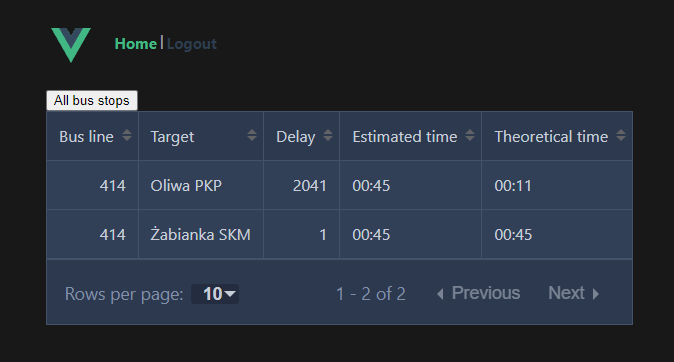 Home | Logout
All bus stops
Bus line Target Delay Estimated time Theoretical time
414 Oliwa PKP 2041 00:45 00:11
414 Żabianka SKM 1 00:45 00:45
Rows per page: 10 1 - 2 of 2 Previous Next